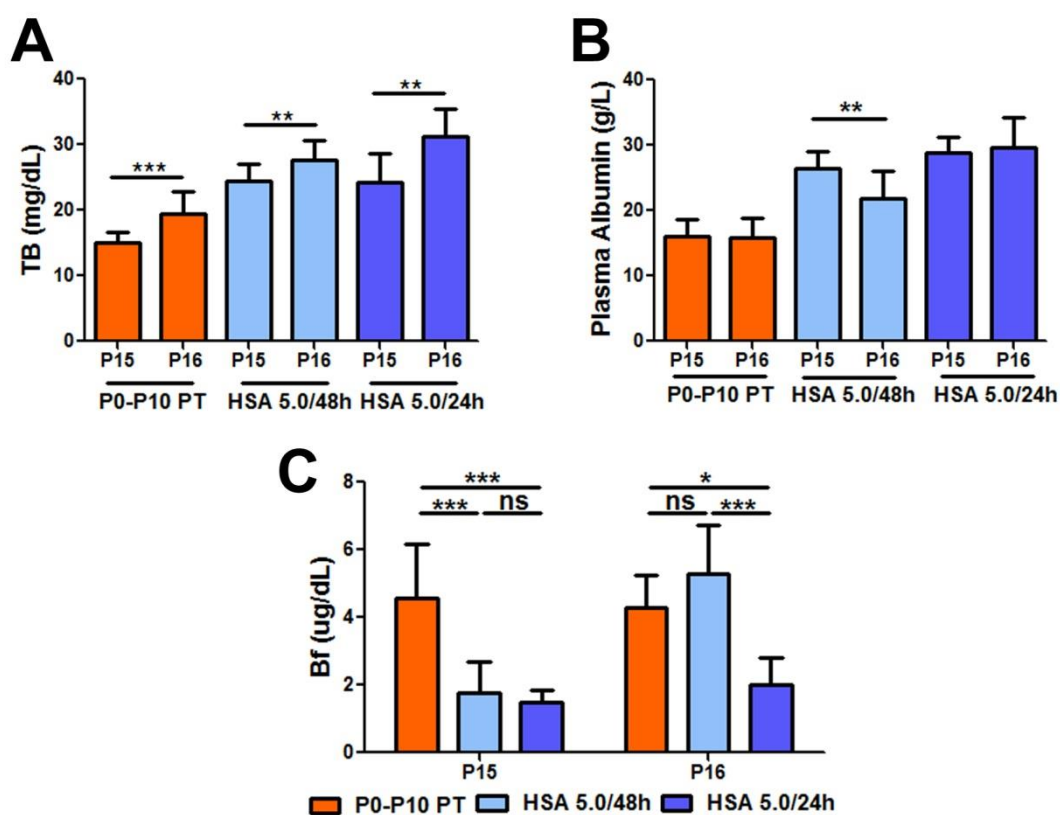 A
TB (mg/dL)
40
30
20
10
0
***
**
**
P15 P16 P15 P16 P15 P16
P0-P10 PT HSA 5.0/48h HSA 5.0/24h
B
Plasma Albumin (g/L)
40
30
20
10
0
**
P15 P16 P15 P16 P15 P16
P0-P10 PT HSA 5.0/48h HSA 5.0/24h
C
Bf (ug/dL)
8
6
4
2
0
*** *
*** ns ns ***
P15 P16
P0-P10 PT HSA 5.0/48h HSA 5.0/24h